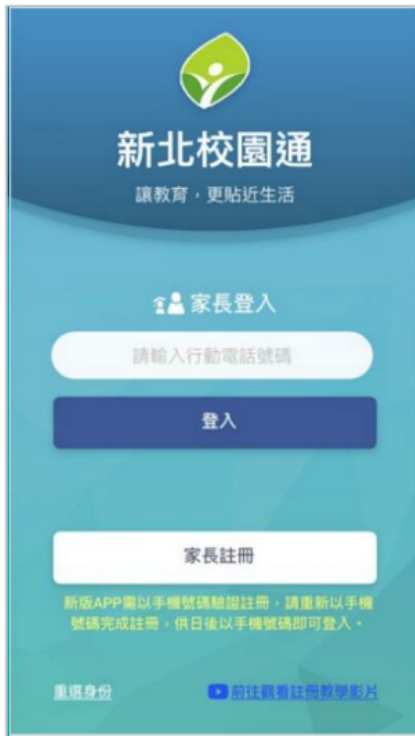 新北校園通
讓教育，更貼近生活
家長登入
請輸入行動電話號碼
登入
家長註冊
新版APP需以手機號碼驗證註冊，請重新以手機
號碼完成註冊，供日後以手機號碼即可登入。
重選身份
前往觀看註冊教學影片